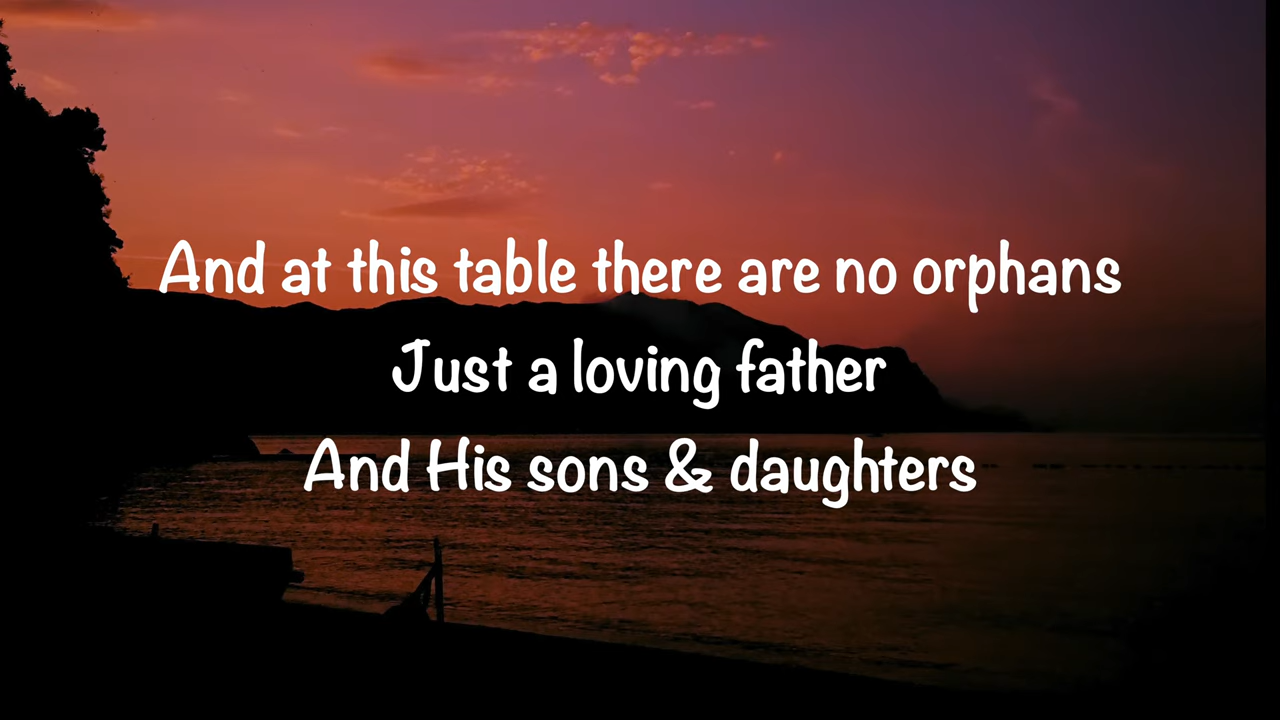 And at this table there are no orphans
Just a loving father
And His sons & daughters